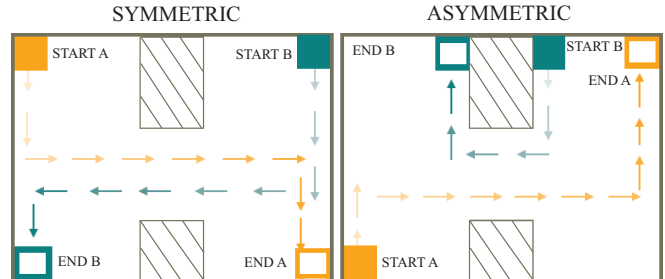 SYMMETRIC
START A
START B
END B
END A
ASYMMETRIC
END B
START B
END A
START A